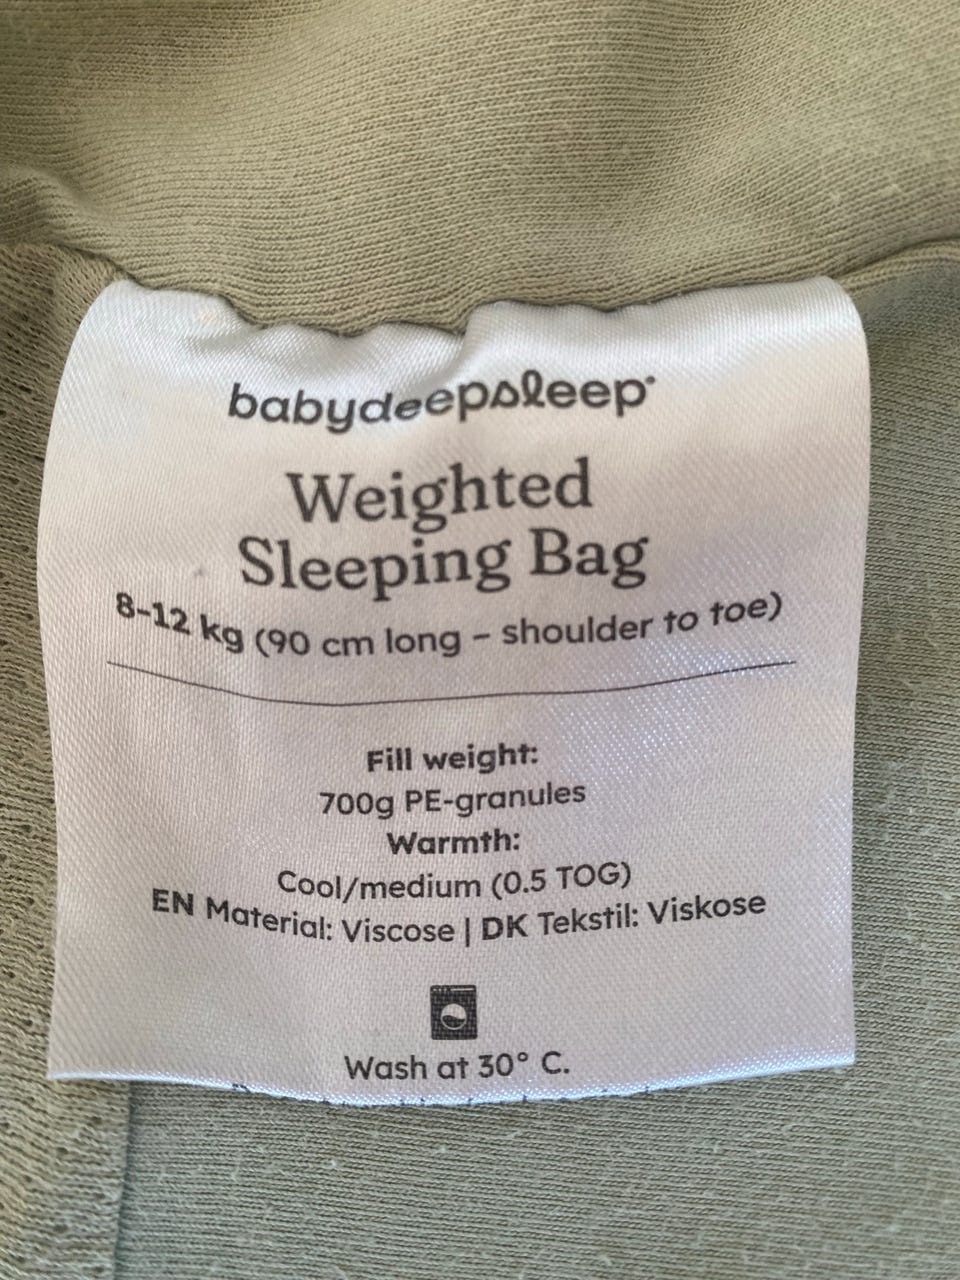 babydeepsleep
Weighted
Sleeping Bag
8-12 kg (90 cm long – shoulder to toe)
Fill weight:
700g PE-granules
Warmth:
Cool/medium (0.5 TOG)
EN Material: Viscose | DK Tekstil: Viskose
Wash at 30° C.